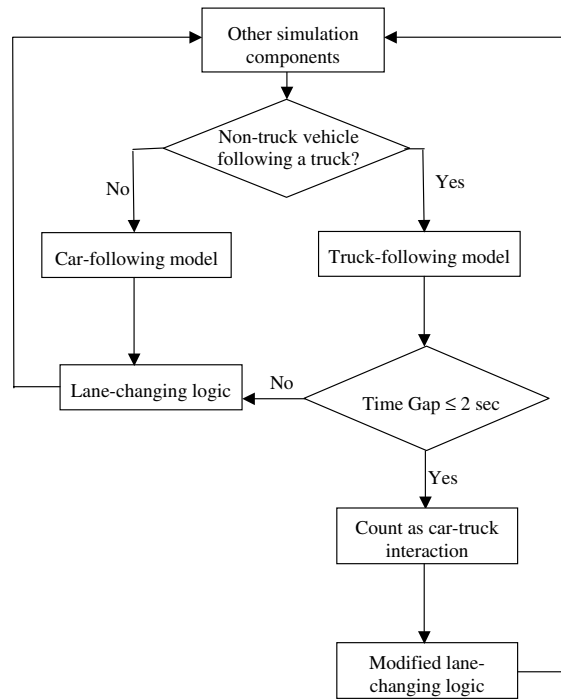 Other simulation
components
Non-truck vehicle
following a truck?
No
Yes
Car-following model
Truck-following model
Lane-changing logic
No
Time Gap ≤ 2 sec
Yes
Count as car-truck
interaction
Modified lane-
changing logic